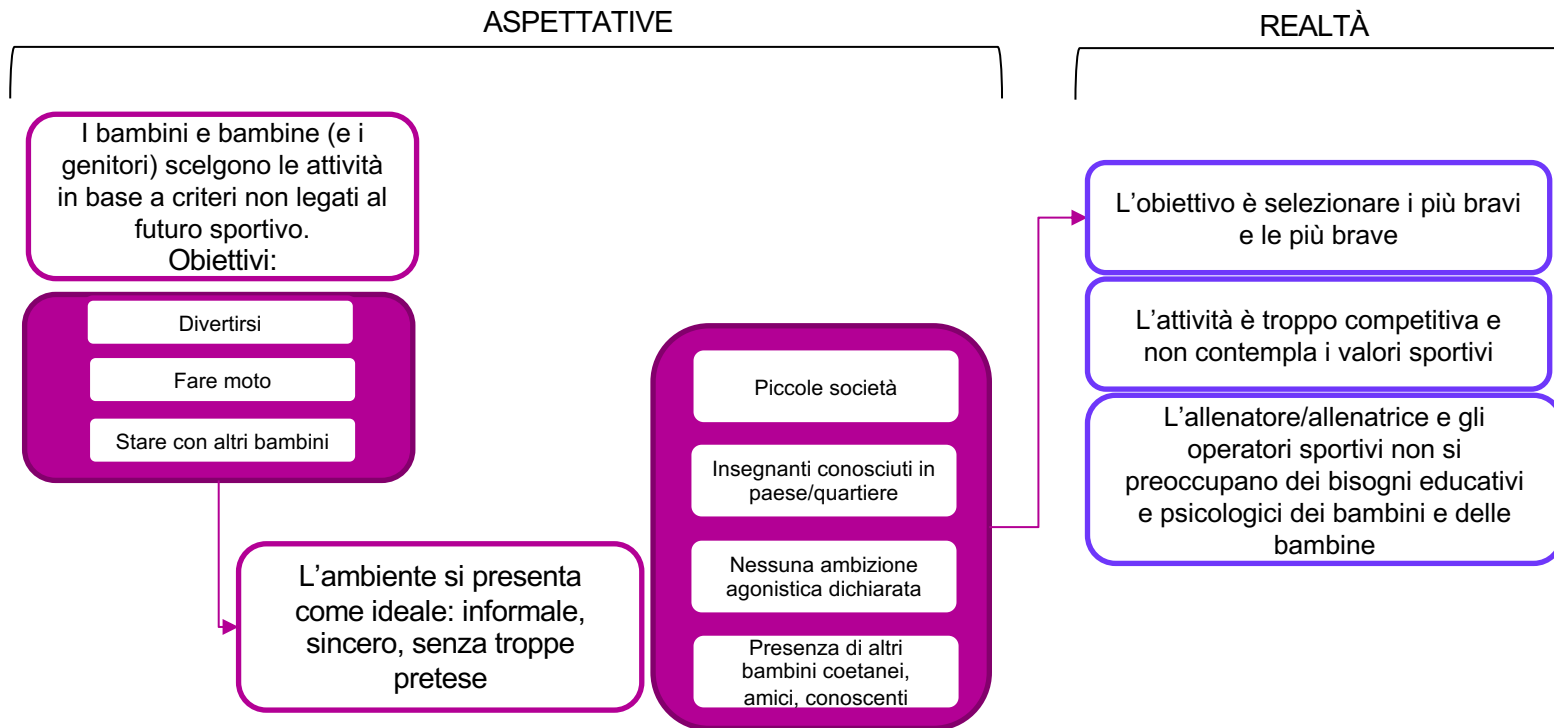 ASPETTATIVE
REALTÀ
I bambini e bambine (e i
genitori) scelgono le attività
in base a criteri non legati al
futuro sportivo.
Obiettivi:
Divertirsi
Fare moto
Stare con altri bambini
L’ambiente si presenta
come ideale: informale,
sincero, senza troppe
pretese
Piccole società
Insegnanti conosciuti in
paese/quartiere
Nessuna ambizione
agonistica dichiarata
Presenza di altri
bambini coetanei,
amici, conoscenti
L’obiettivo è selezionare i più bravi
e le più brave
L’attività è troppo competitiva e
non contempla i valori sportivi
L’allenatore/allenatrice e gli
operatori sportivi non si
preoccupano dei bisogni educativi
e psicologici dei bambini e delle
bambine